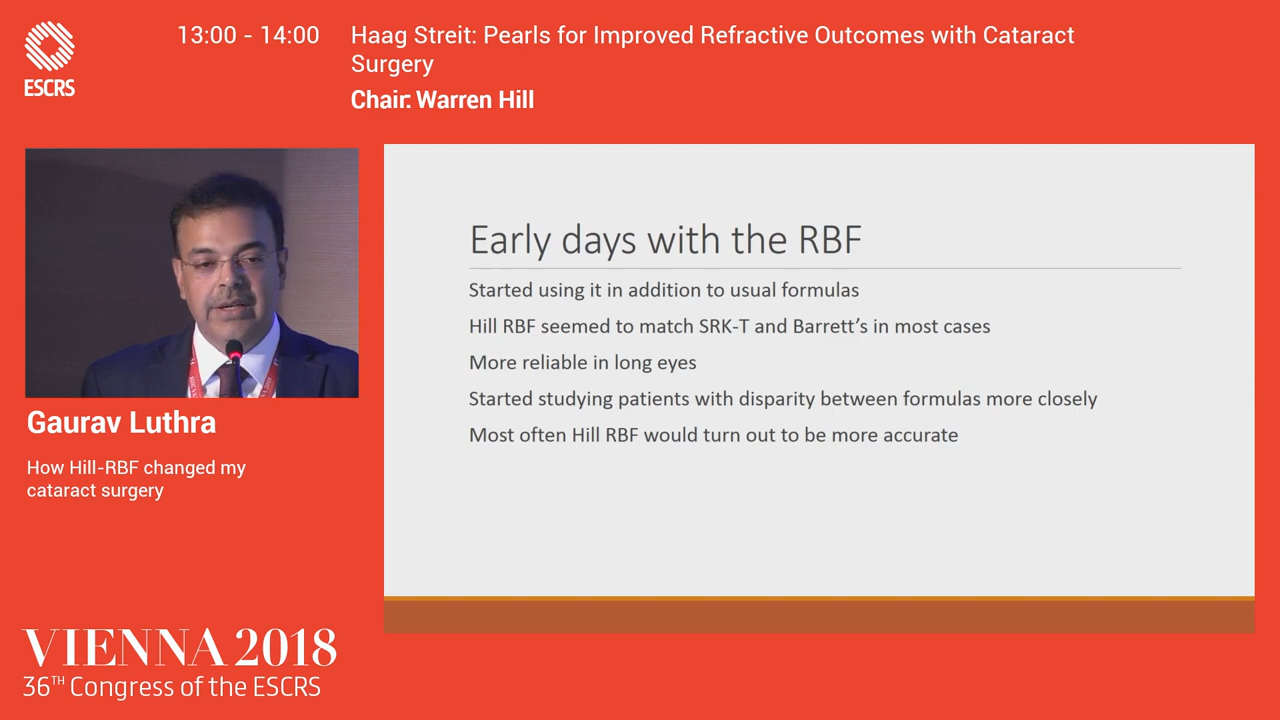 ESCRS
13:00 - 14:00
Haag Streit: Pearls for Improved Refractive Outcomes with Cataract
Surgery
Chair: Warren Hill
Early days with the RBF
Started using it in addition to usual formulas
Hill RBF seemed to match SRK-T and Barrett’s in most cases
More reliable in long eyes
Started studying patients with disparity between formulas more closely
Most often Hill RBF would turn out to be more accurate
Gaurav Luthra
How Hill-RBF changed my
cataract surgery
VIENNA 2018
36TH Congress of the ESCRS